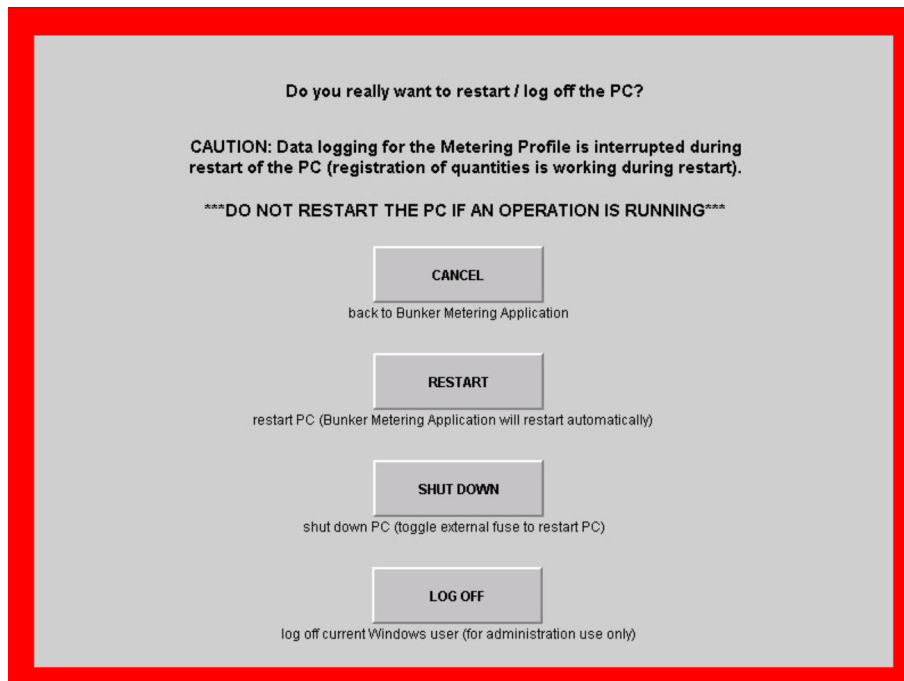 Do you really want to restart / log off the PC?
CAUTION: Data logging for the Metering Profile is interrupted during
restart of the PC (registration of quantities is working during restart).
***DO NOT RESTART THE PC IF AN OPERATION IS RUNNING***
CANCEL
back to Bunker Metering Application
RESTART
restart PC (Bunker Metering Application will restart automatically)
SHUT DOWN
shut down PC (toggle external fuse to restart PC)
LOG OFF
log off current Windows user (for administration use only)